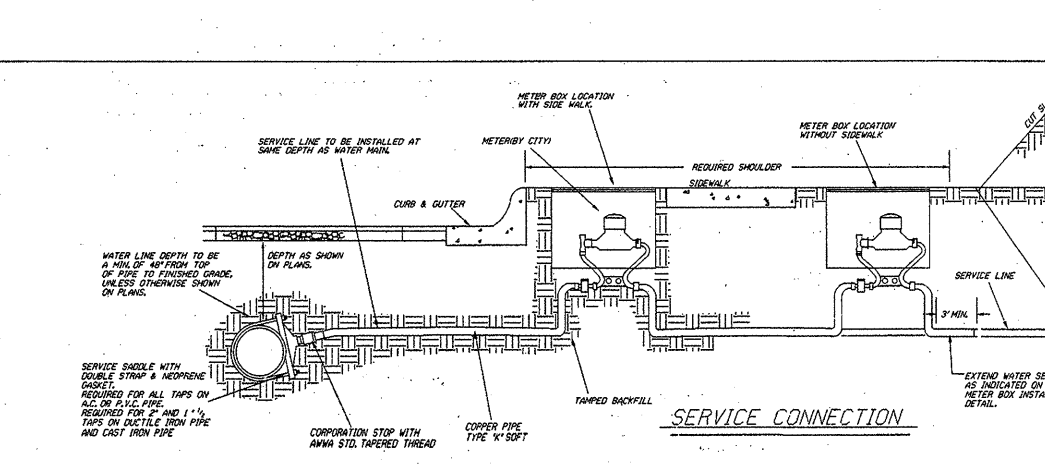 METER BOX LOCATION
WITH SIDE WALK.
METER(BY CITY)
METER BOX LOCATION
WITHOUT SIDEWALK
CUT
SERVICE LINE TO BE INSTALLED AT
SAME DEPTH AS WATER MAIN.
REQUIRED SHOULDER
SIDEWALK
CURB & GUTTER
WATER LINE DEPTH TO BE
A MIN. OF 48" FROM TOP
OF PIPE TO FINISHED GRADE,
UNLESS OTHERWISE SHOWN
ON PLANS.
DEPTH AS SHOWN
ON PLANS.
SERVICE LINE
3' MIN.
SERVICE SADDLE WITH
DOUBLE STRAP & NEOPRENE
GASKET.
REQUIRED FOR ALL TAPS ON
A.C. OR P.V.C. PIPE.
REQUIRED FOR 2" AND 1" ½
TAPS ON DUCTILE IRON PIPE
AND CAST IRON PIPE
CORPORATION STOP WITH
AWWA STD. TAPERED THREAD
COPPER PIPE
TYPE "K" SOFT
TAMPED BACKFILL
EXTEND WATER SE
AS INDICATED ON
METER BOX INSTA
DETAIL.
SERVICE CONNECTION